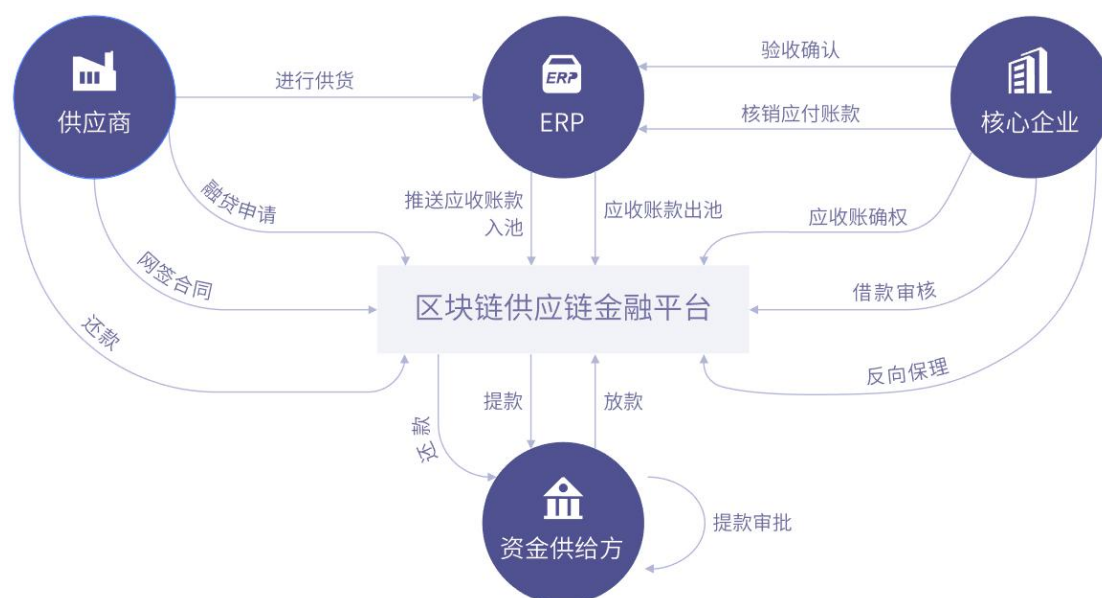 供应商
进行供货
ERP
ERP
验收确认
核销应付账款
核心企业
融贷申请
网签合同
还款
推送应收账款
入池
应收账款出池
应收账确权
借款审核
反向保理
区块链供应链金融平台
还款
提款
放款
资金供给方
提款审批